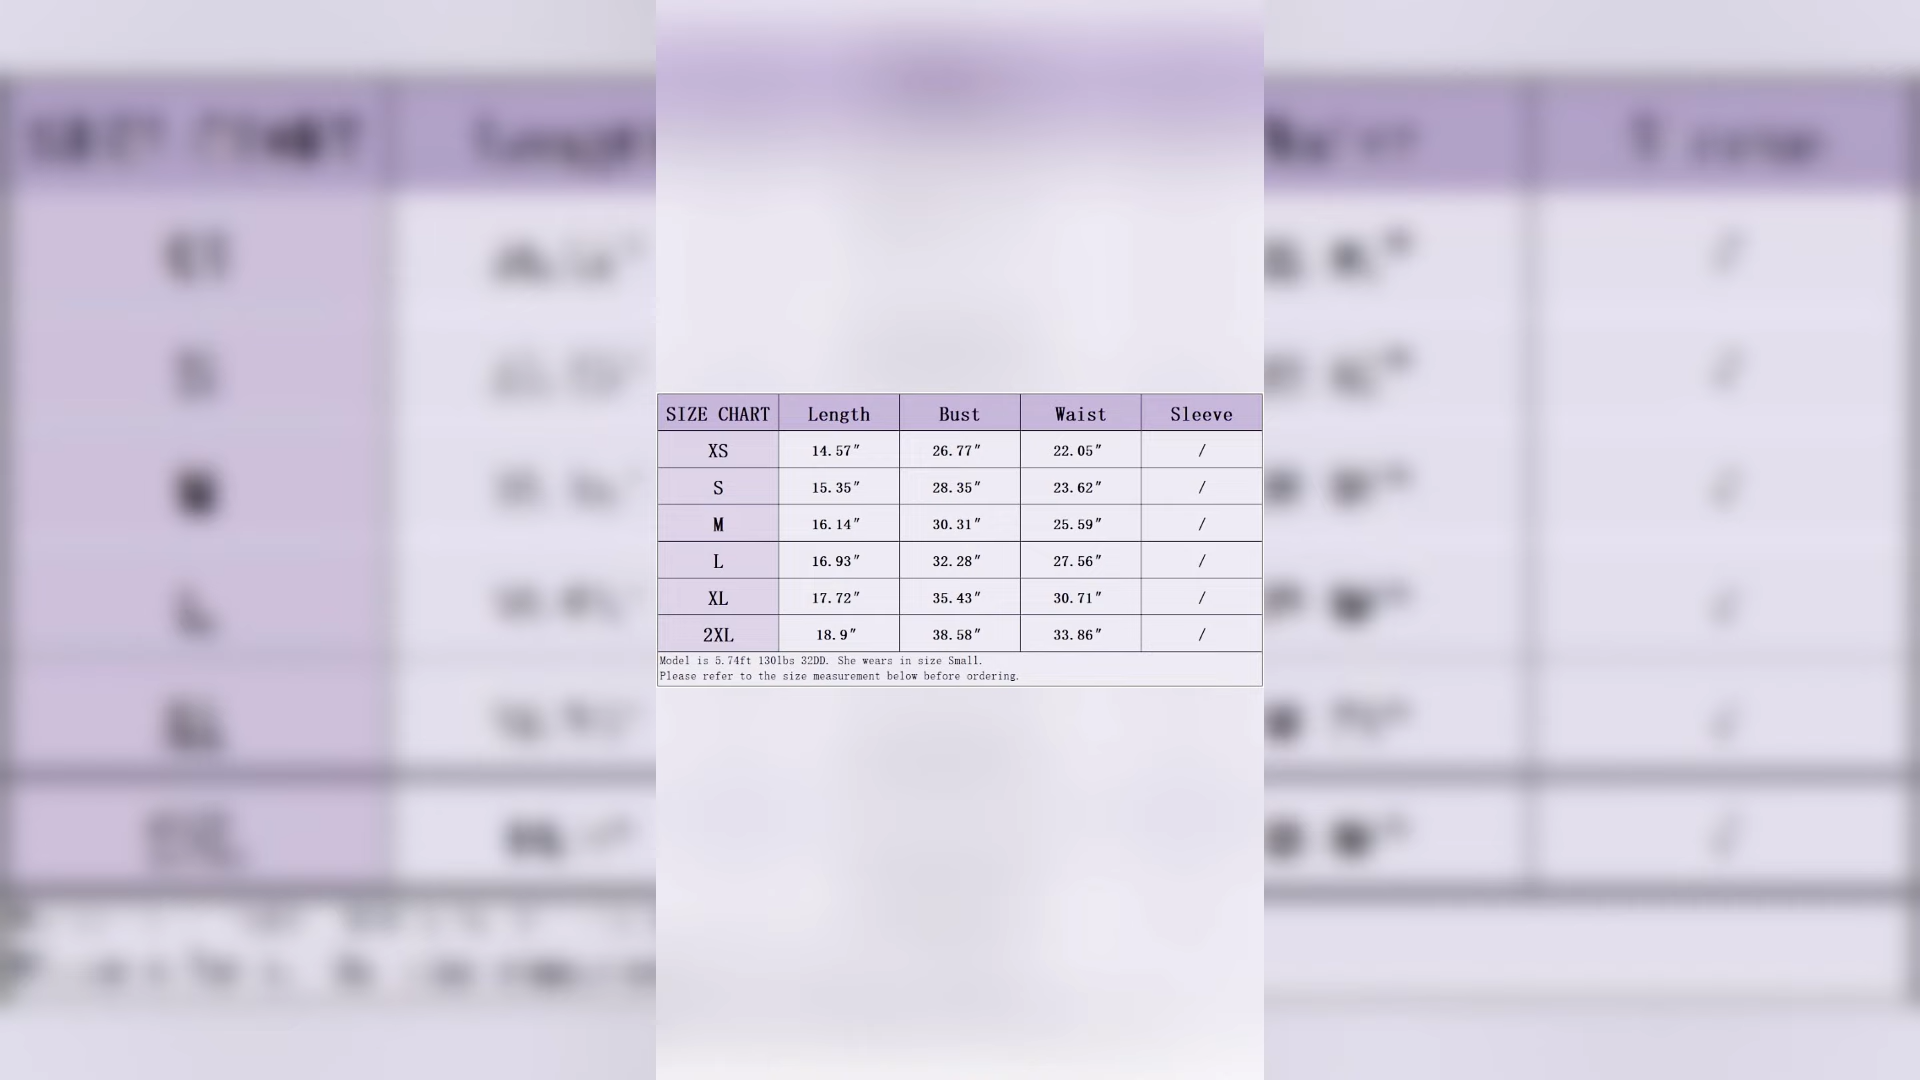 SIZE CHART Length Bust Waist Sleeve
XS 14.57″ 26.77″ 22.05″ /
S 15.35″ 28.35″ 23.62″ /
M 16.14″ 30.31″ 25.59″ /
L 16.93″ 32.28″ 27.56″ /
XL 17.72″ 35.43″ 30.71″ /
2XL 18.9″ 38.58″ 33.86″ /
Model is 5.74ft 130lbs 32DD. She wears in size Small.
Please refer to the size measurement below before ordering.